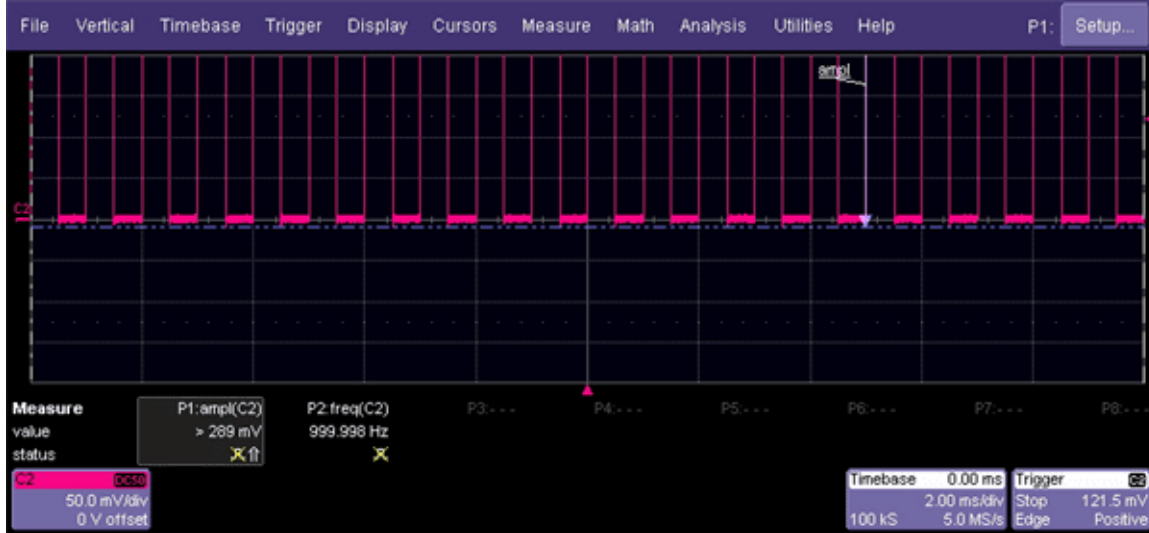 File Vertical Timebase Trigger Display Cursors Measure Math Analysis Utilities Help P1: Setup...
ampl
C2
Measure P1:ampl(C2) P2:freq(C2) P3:- - - P4:- - - P5:- - - P6:- - - P7:- - - P8:- - -
value > 289 mV 999.998 Hz
status
C2 DC50 Timebase 0.00 ms Trigger C2
50.0 mV/div 2.00 ms/div Stop 121.5 mV
0 V offset 100 kS 5.0 MS/s Edge Positive